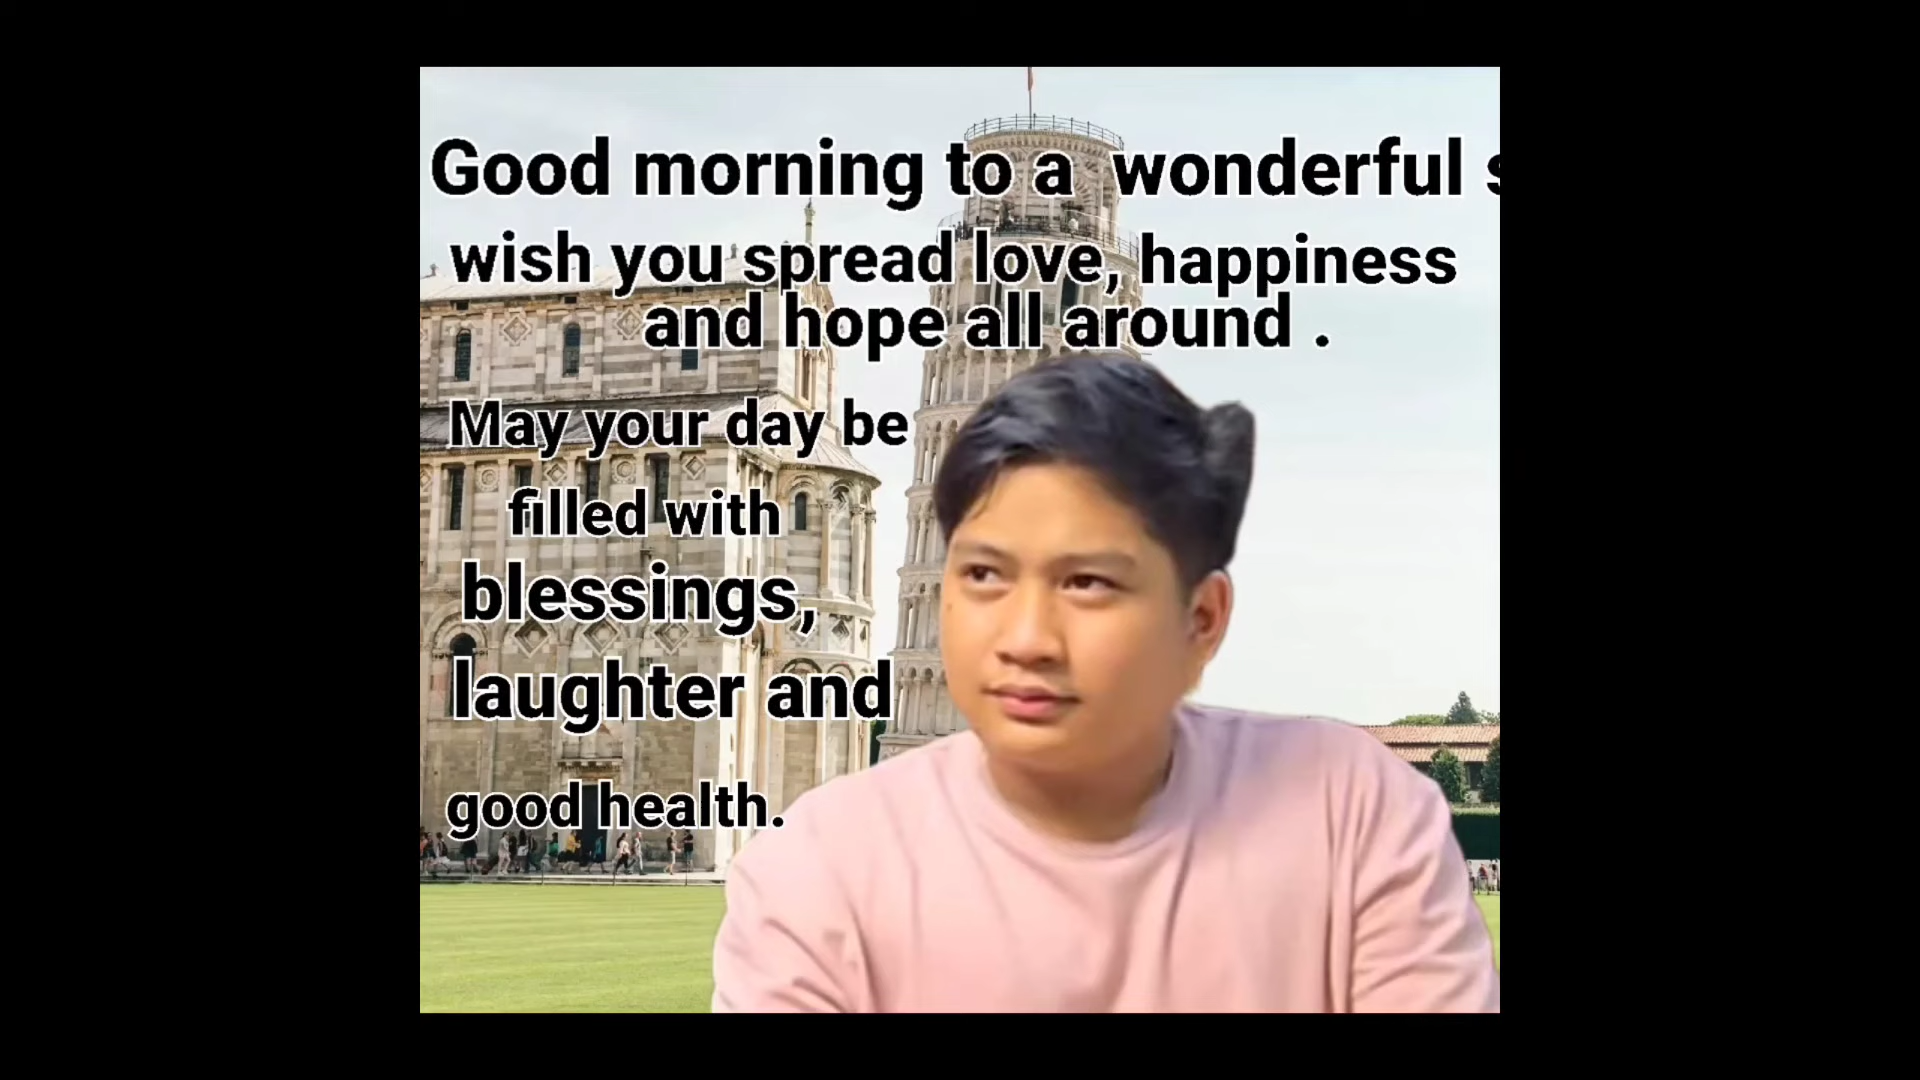 Good morning to a wonderful
wish you spread love, happiness
and hope all around .
May your day be
filled with
blessings,
laughter and
good health.